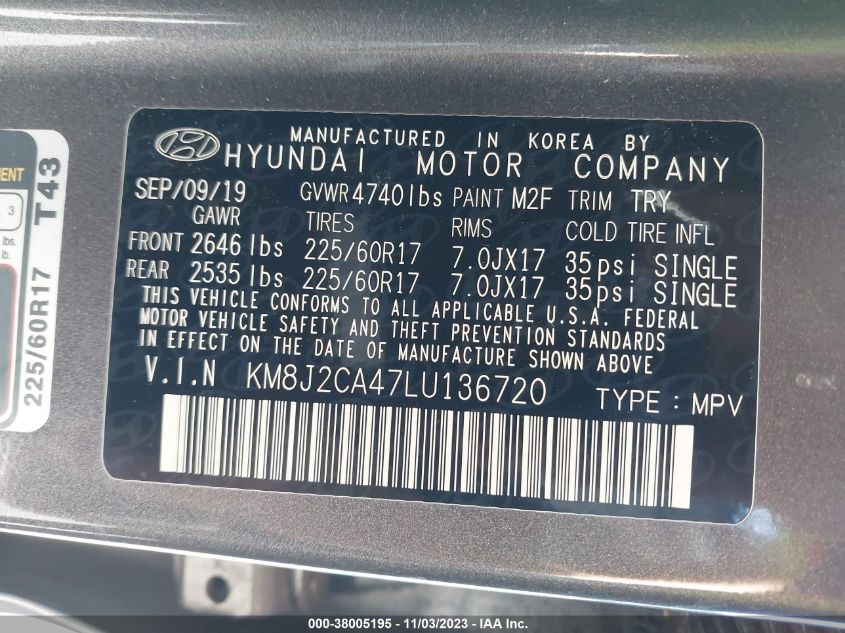 MANUFACTURED IN KOREA BY
HYUNDAI MOTOR COMPANY
SEP/09/19 GVWR 4740 lbs PAINT M2F TRIM TRY
GAWR TIRES RIMS COLD TIRE INFL
FRONT 2646 lbs 225/60R17 7.0JX17 35psi SINGLE
REAR 2535 lbs 225/60R17 7.0JX17 35psi SINGLE
THIS VEHICLE CONFORMS TO ALL APPLICABLE U.S.A. FEDERAL
MOTOR VEHICLE SAFETY AND THEFT PREVENTION STANDARDS
IN EFFECT ON THE DATE OF MANUFACTURE SHOWN ABOVE
V.I.N KM8J2CA47LU136720 TYPE : MPV
225/60R17 T43
3
lbs.
lb.
000-38005195 - 11/03/2023 - © IAA Inc.